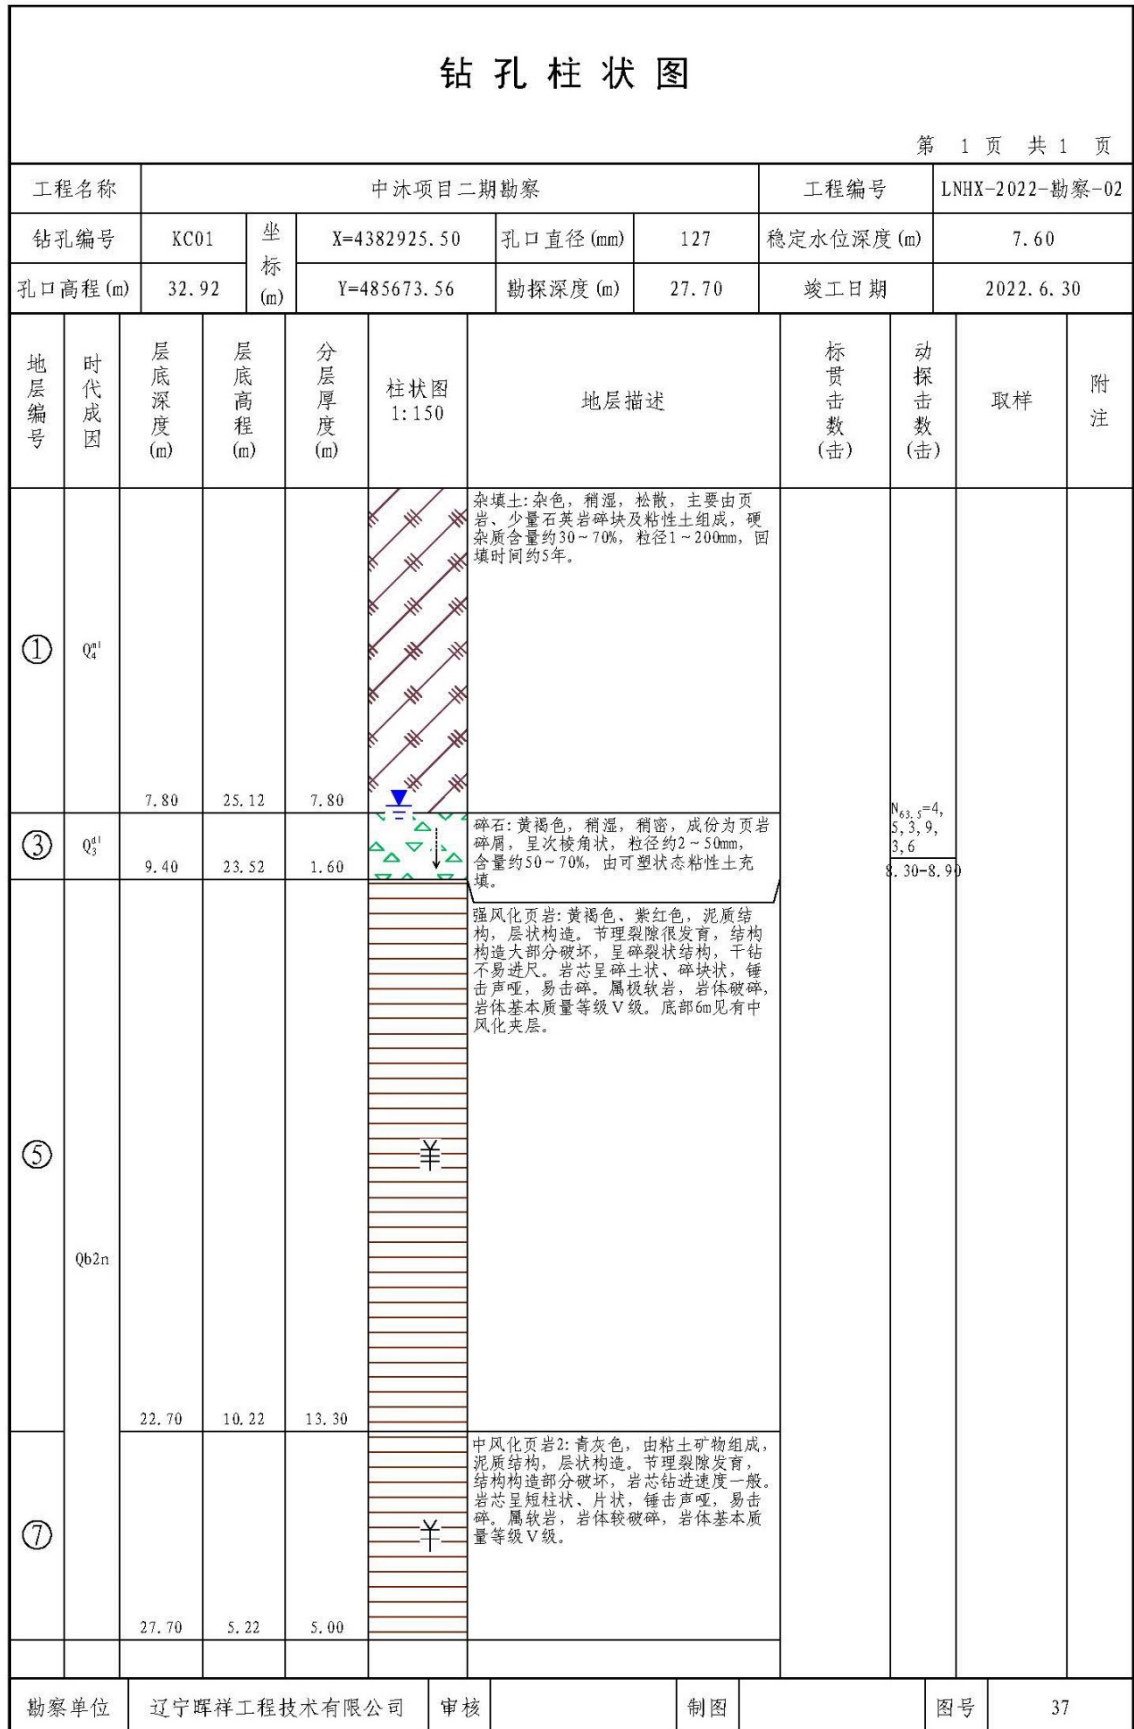 钻孔柱状图
第 1 页 共 1 页
工程名称 中沐项目二期勘察 工程编号 LNHX-2022-勘察-02
钻孔编号 KC01 坐标(m) X=4382925.50 孔口直径(mm) 127 稳定水位深度(m) 7.60
孔口高程(m) 32.92 Y=485673.56 勘探深度(m) 27.70 竣工日期 2022.6.30
地层编号 时代成因 层底深度(m) 层底高程(m) 分层厚度(m) 柱状图 1:150 地层描述 标贯击数(击) 动探击数(击) 取样 附注
杂填土:杂色，稍湿，松散，主要由页
岩、少量石英岩碎块及粘性土组成，硬
杂质含量约30~70%，粒径1~200mm，回
填时间约5年。
① Q4ml
7.80 25.12 7.80
碎石:黄褐色，稍湿，稍密，成份为页岩
碎屑，呈次棱角状，粒径约2~50mm，
含量约50~70%，由可塑状态粘性土充
填。
③ Q3dl
9.40 23.52 1.60
N63.5=4,
5,3,9,
3,6
8.30-8.90
强风化页岩:黄褐色、紫红色，泥质结
构，层状构造。节理裂隙很发育，结构
构造大部分破坏，呈碎裂状结构，干钻
不易进尺。岩芯呈碎土状、碎块状，锤
击声哑，易击碎。属极软岩，岩体破碎，
岩体基本质量等级Ⅴ级。底部6m见有中
风化夹层。
⑤
Qb2n
22.70 10.22 13.30
中风化页岩2:青灰色，由粘土矿物组成，
泥质结构，层状构造。节理裂隙发育，
结构构造部分破坏，岩芯钻进速度一般。
岩芯呈短柱状、片状，锤击声哑，易击
碎。属软岩，岩体较破碎，岩体基本质
量等级Ⅴ级。
⑦
27.70 5.22 5.00
勘察单位 辽宁晖祥工程技术有限公司 审核 制图 图号 37